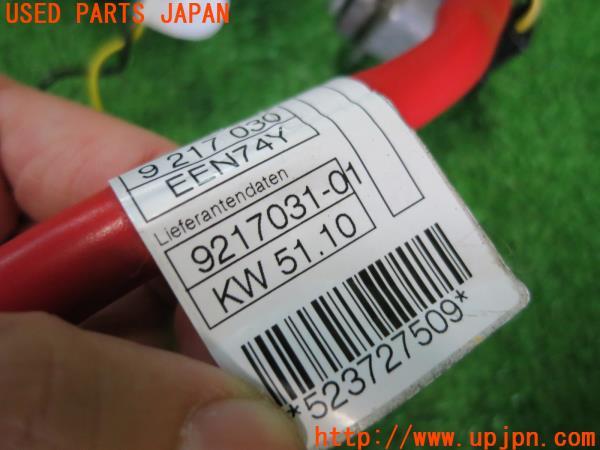 USED PARTS JAPAN
9 217 030
EEN74Y
Lieferantendaten
9217031-01
KW 51.10
*523727509*
http://www.upjpn.com